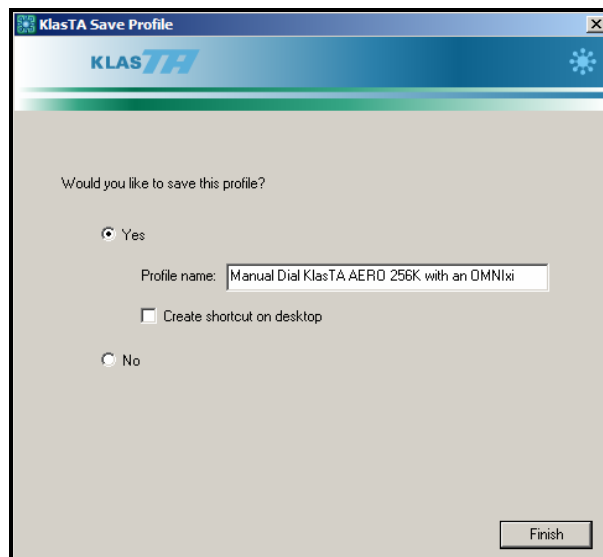 KlasTA Save Profile
KLASTA
Would you like to save this profile?
Yes
Profile name: Manual Dial KlasTA AERO 256K with an OMNIxi
Create shortcut on desktop
No
Finish